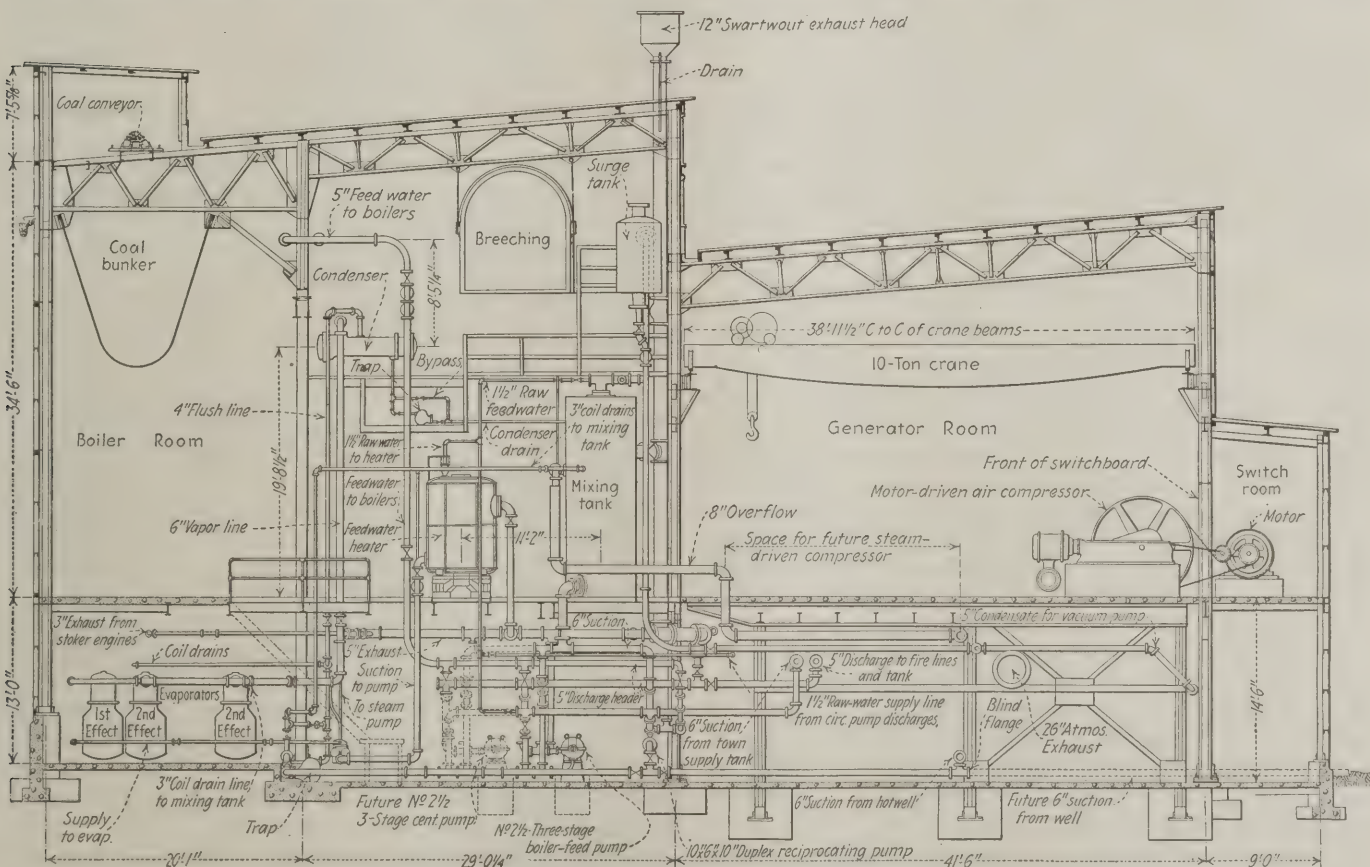 12" Swartwout exhaust head
Drain
7'-5⅝"
Coal conveyor
Surge
tank
5" Feed water
to boilers
Breeching
Coal
bunker
Condenser
8'-5¼"
38'-11½" C to C of crane beams
10-Ton crane
Trap
Bypass
34'-6"
4" Flush line
1½" Raw
feedwater
3" coil drains
to mixing
tank
Boiler Room
Generator Room
1½" Raw water
to heater
Condenser
drain
19'-8½"
Front of switchboard
Switch
room
Feedwater
to boilers
Mixing
tank
Motor-driven air compressor
Motor
6" Vapor line
Feedwater
heater
11'-2"
8" Overflow
Space for future steam-
driven compressor
3" Exhaust from
stoker engines
6" Suction
5" Condensate for vacuum pump
Coil drains
5" Exhaust
Suction
to pump
To steam
pump
5" Discharge to fire lines
and tank
13'-0"
Evaporators
5" Discharge header
1½" Raw-water supply line
from circ. pump discharges
Blind
flange
14'-6"
1st
Effect
2nd
Effect
2nd
Effect
6" Suction
from town
supply tank
26" Atmos.
Exhaust
3" Coil drain line
to mixing tank
Supply
to evap.
Trap
Future Nº 2½
3-Stage cent. pump
Nº 2½ Three-stage
boiler-feed pump
6" Suction from hotwell
Future 6" suction
from well
10"x6"x10" Duplex reciprocating pump
20'-1"
29'-0¼"
41'-6"
9'-0"